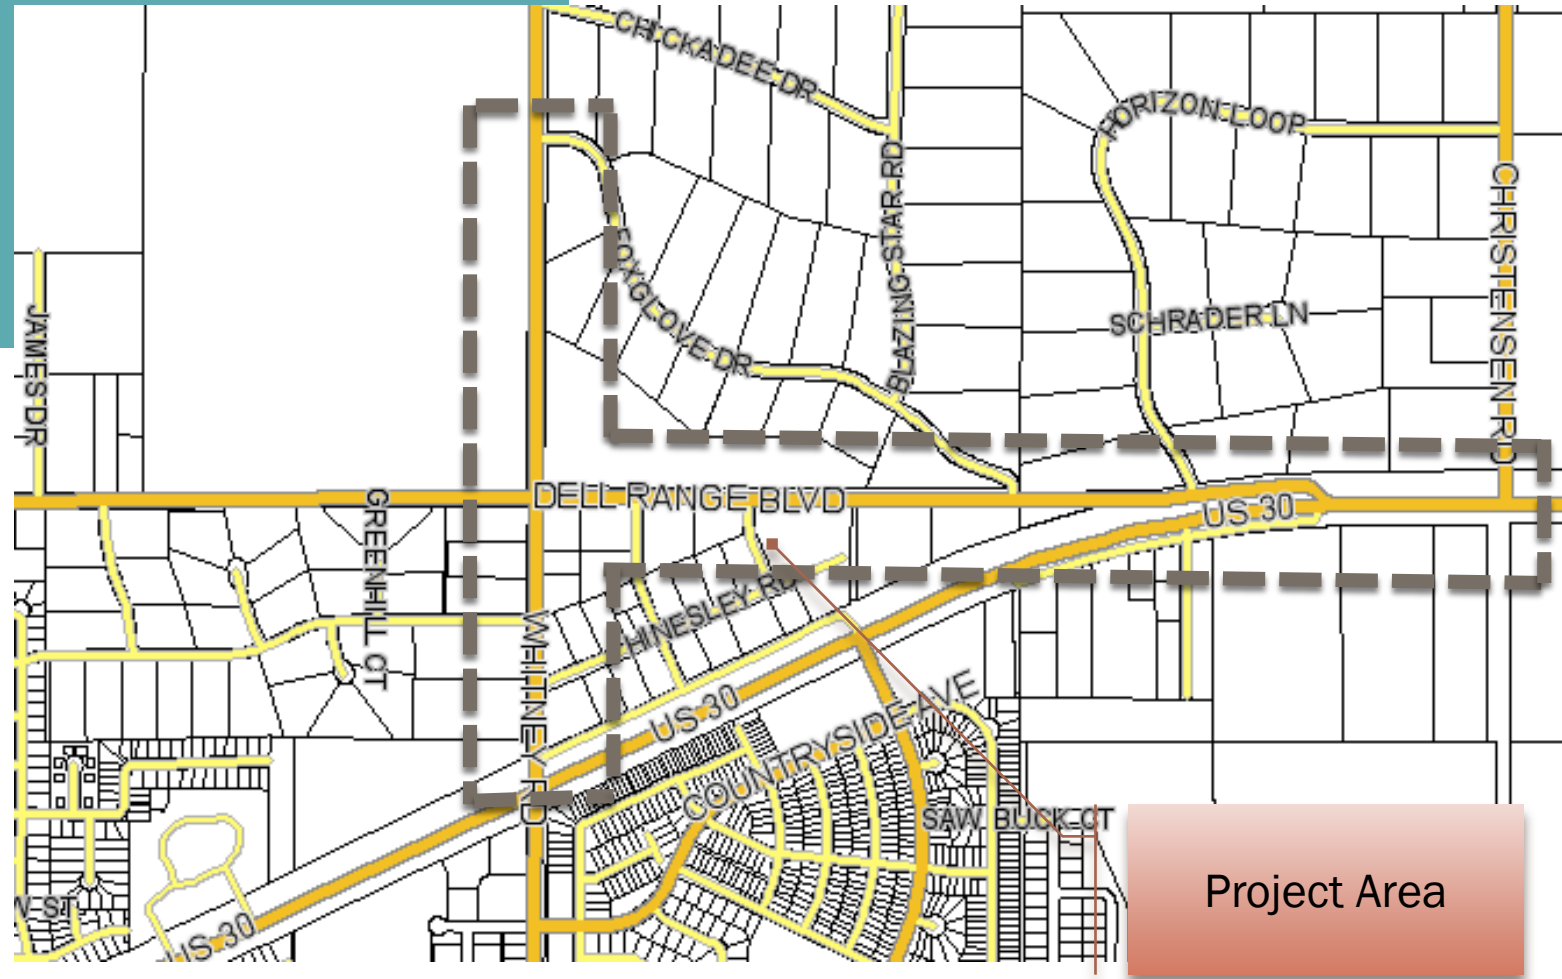 CHICKADEE DR
HORIZON LOOP
BLAZING STAR RD
CHRISTENSEN RD
FOXGLOVE DR
SCHRADER LN
JAMES DR
DELL RANGE BLVD
US 30
GREENHILL CT
HINESLEY RD
WHITNEY RD
US 30
COUNTRYSIDE AVE
SAW BUCK CT
Project Area
W ST
US 30